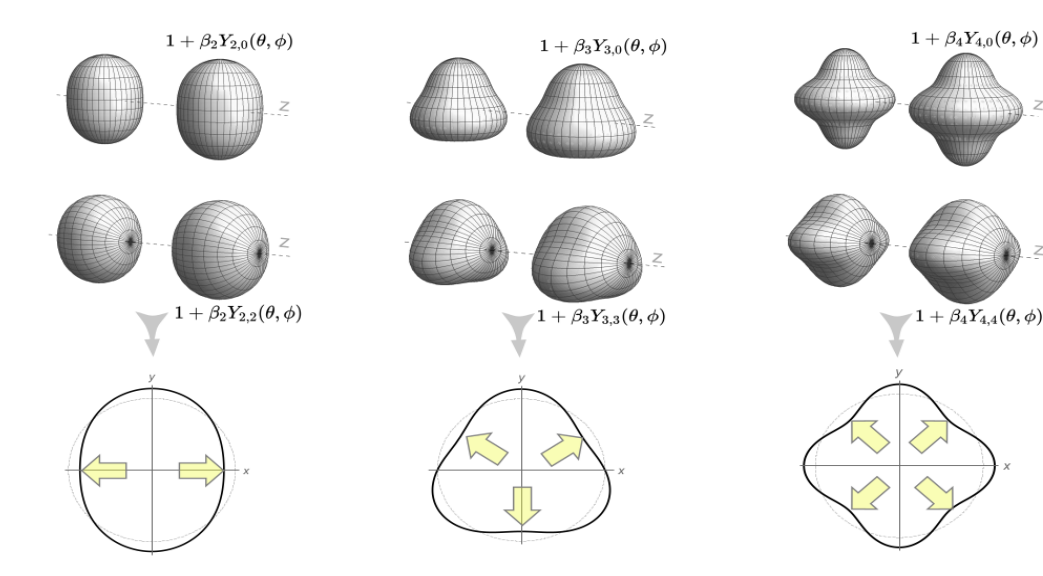 1 + β₂Y₂,₀(θ, ϕ)
1 + β₃Y₃,₀(θ, ϕ)
1 + β₄Y₄,₀(θ, ϕ)
z
z
z
z
z
z
1 + β₂Y₂,₂(θ, ϕ)
1 + β₃Y₃,₃(θ, ϕ)
1 + β₄Y₄,₄(θ, ϕ)
y
y
y
x
x
x